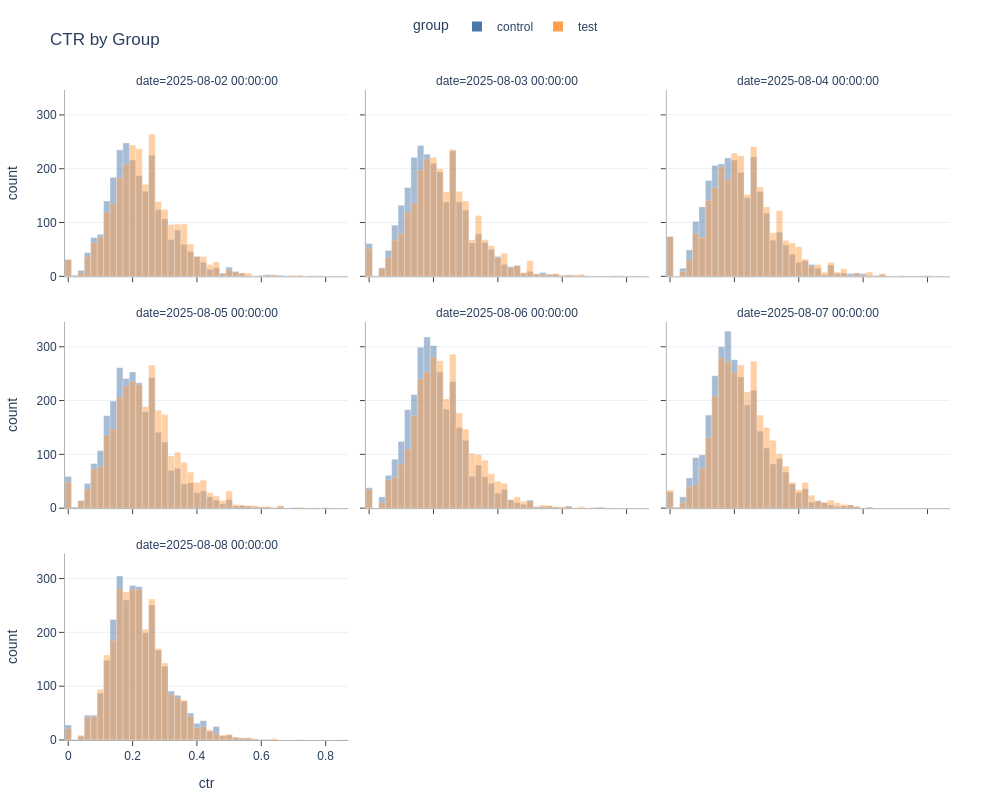 group control test
CTR by Group
date=2025-08-02 00:00:00 date=2025-08-03 00:00:00 date=2025-08-04 00:00:00
300
200
100
0
count
date=2025-08-05 00:00:00 date=2025-08-06 00:00:00 date=2025-08-07 00:00:00
300
200
100
0
count
date=2025-08-08 00:00:00
300
200
100
0
count
0 0.2 0.4 0.6 0.8
ctr